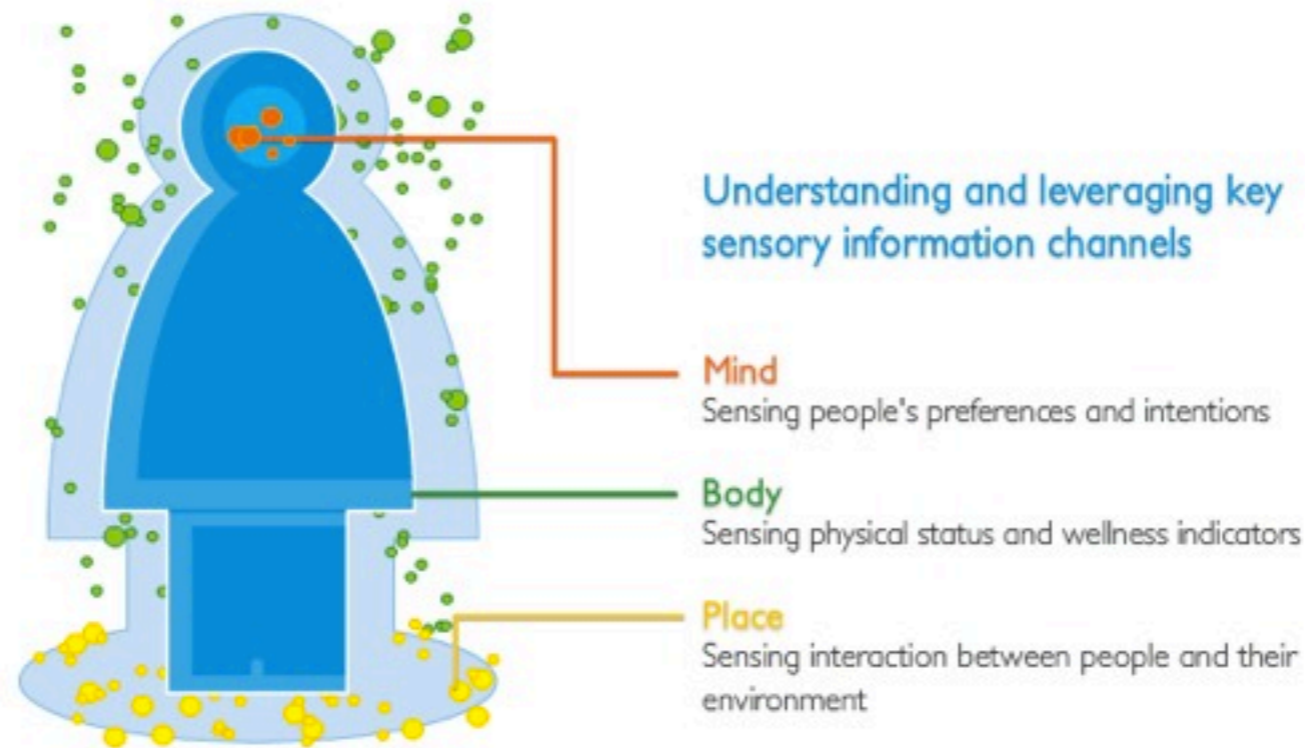 Understanding and leveraging key
sensory information channels
Mind
Sensing people's preferences and intentions
Body
Sensing physical status and wellness indicators
Place
Sensing interaction between people and their
environment